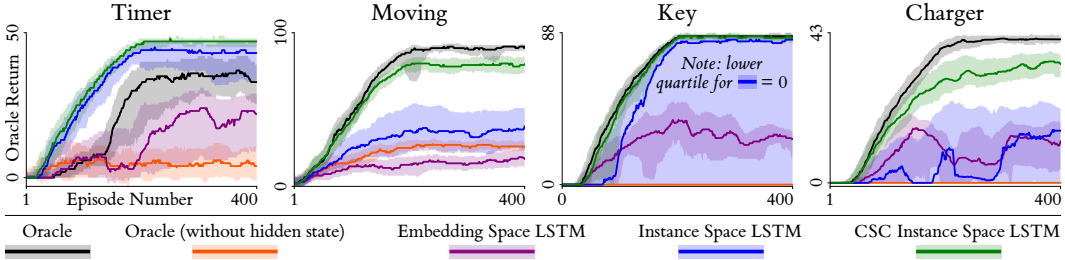 Timer
Moving
Key
Charger
Oracle Return
50
0
1
Episode Number
400
100
0
1
400
88
0
0
400
Note: lower
quartile for = 0
43
0
1
400
Oracle
Oracle (without hidden state)
Embedding Space LSTM
Instance Space LSTM
CSC Instance Space LSTM